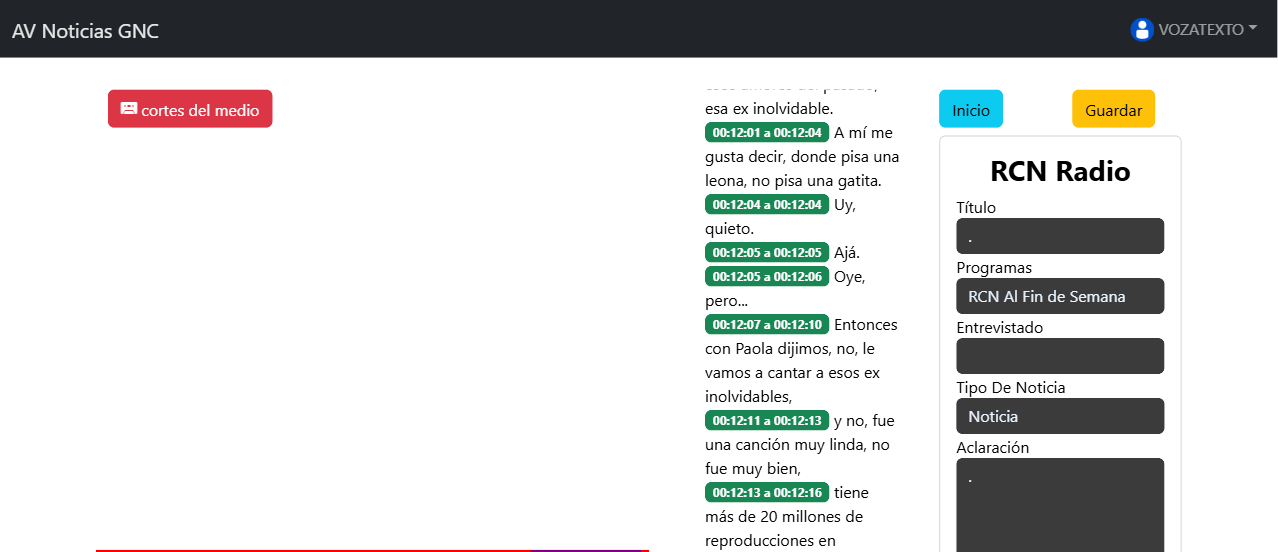 AV Noticias GNC
VOZATEXTO
cortes del medio
esa ex inolvidable.
00:12:01 a 00:12:04 A mí me
gusta decir, donde pisa una
leona, no pisa una gatita.
00:12:04 a 00:12:04 Uy,
quieto.
00:12:05 a 00:12:05 Ajá.
00:12:05 a 00:12:06 Oye,
pero...
00:12:07 a 00:12:10 Entonces
con Paola dijimos, no, le
vamos a cantar a esos ex
inolvidables,
00:12:11 a 00:12:13 y no, fue
una canción muy linda, no
fue muy bien,
00:12:13 a 00:12:16 tiene
más de 20 millones de
reproducciones en
Inicio
Guardar
RCN Radio
Título
.
Programas
RCN Al Fin de Semana
Entrevistado
Tipo De Noticia
Noticia
Aclaración
.